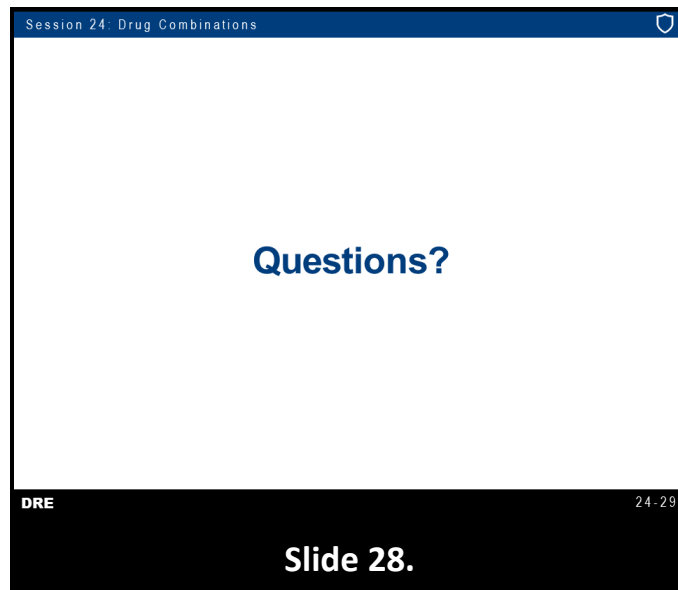 Session 24: Drug Combinations
Questions?
DRE
24-29
Slide 28.